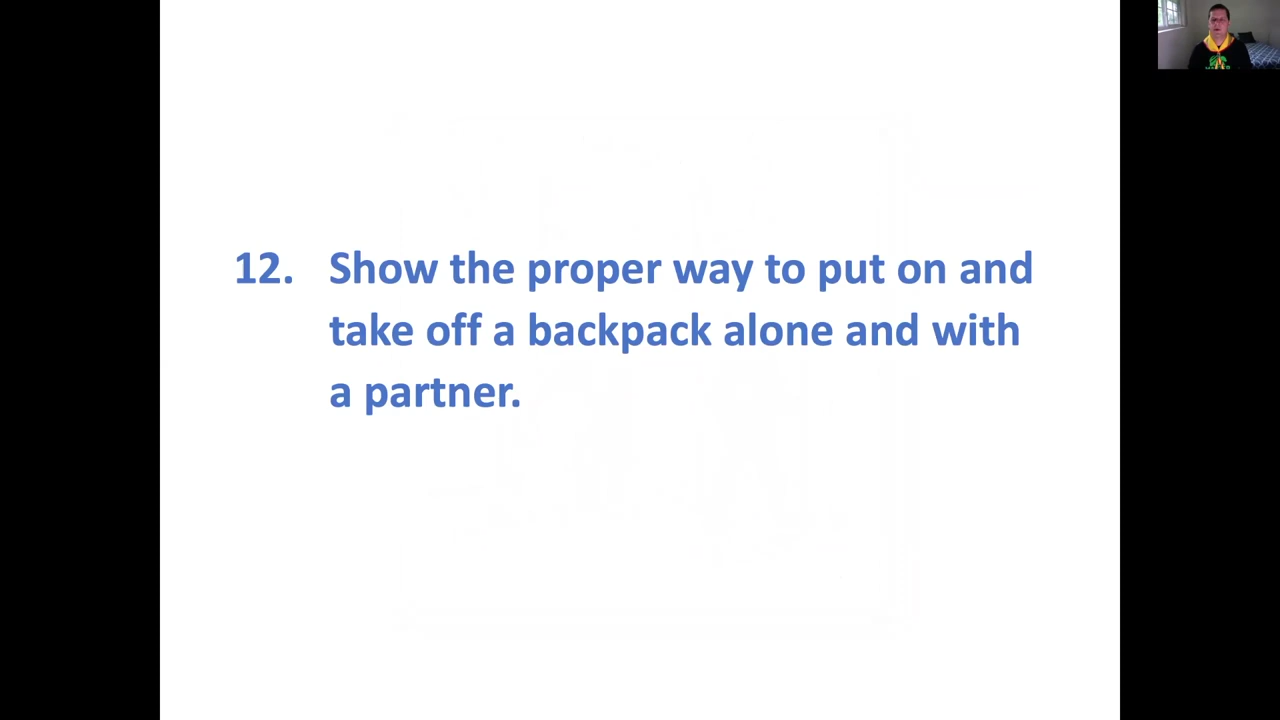 12. Show the proper way to put on and
take off a backpack alone and with
a partner.